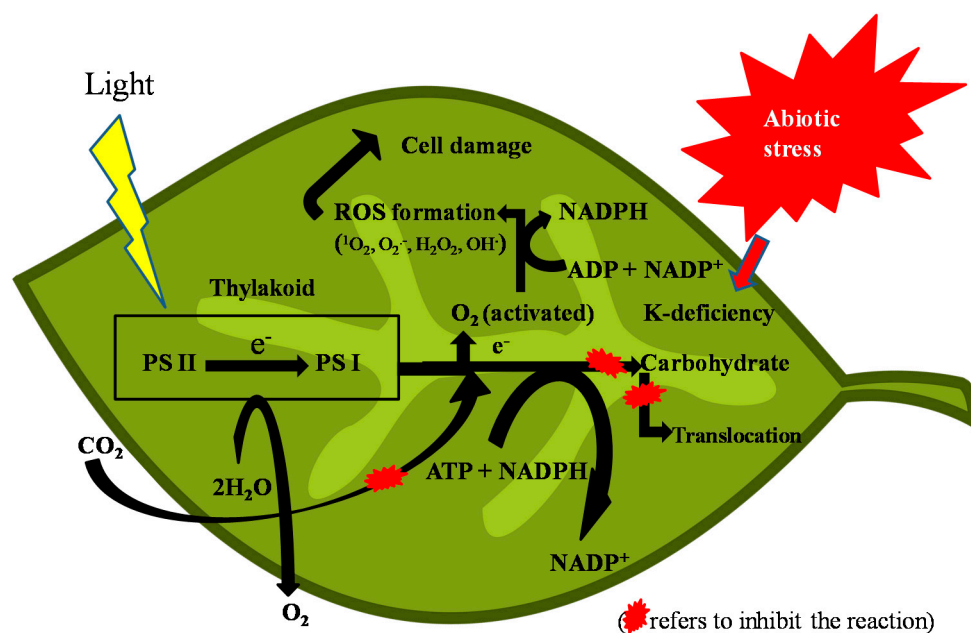 Light
Abiotic
stress
Cell damage
ROS formation
(¹O₂, O₂·⁻, H₂O₂, OH·)
NADPH
ADP + NADP⁺
Thylakoid
O₂ (activated)
K-deficiency
PS II
e⁻
PS I
e⁻
Carbohydrate
Translocation
CO₂
2H₂O
ATP + NADPH
NADP⁺
O₂
( refers to inhibit the reaction)